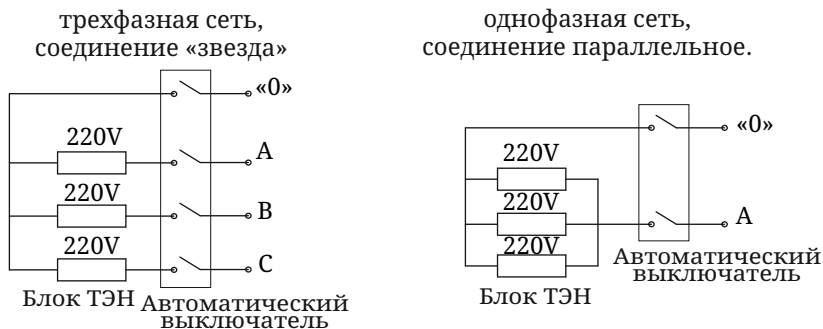 трехфазная сеть,
соединение «звезда»
«0»
220V
A
220V
B
220V
C
Блок ТЭН
Автоматический
выключатель
однофазная сеть,
соединение параллельное.
«0»
220V
220V
A
220V
Автоматический
выключатель
Блок ТЭН